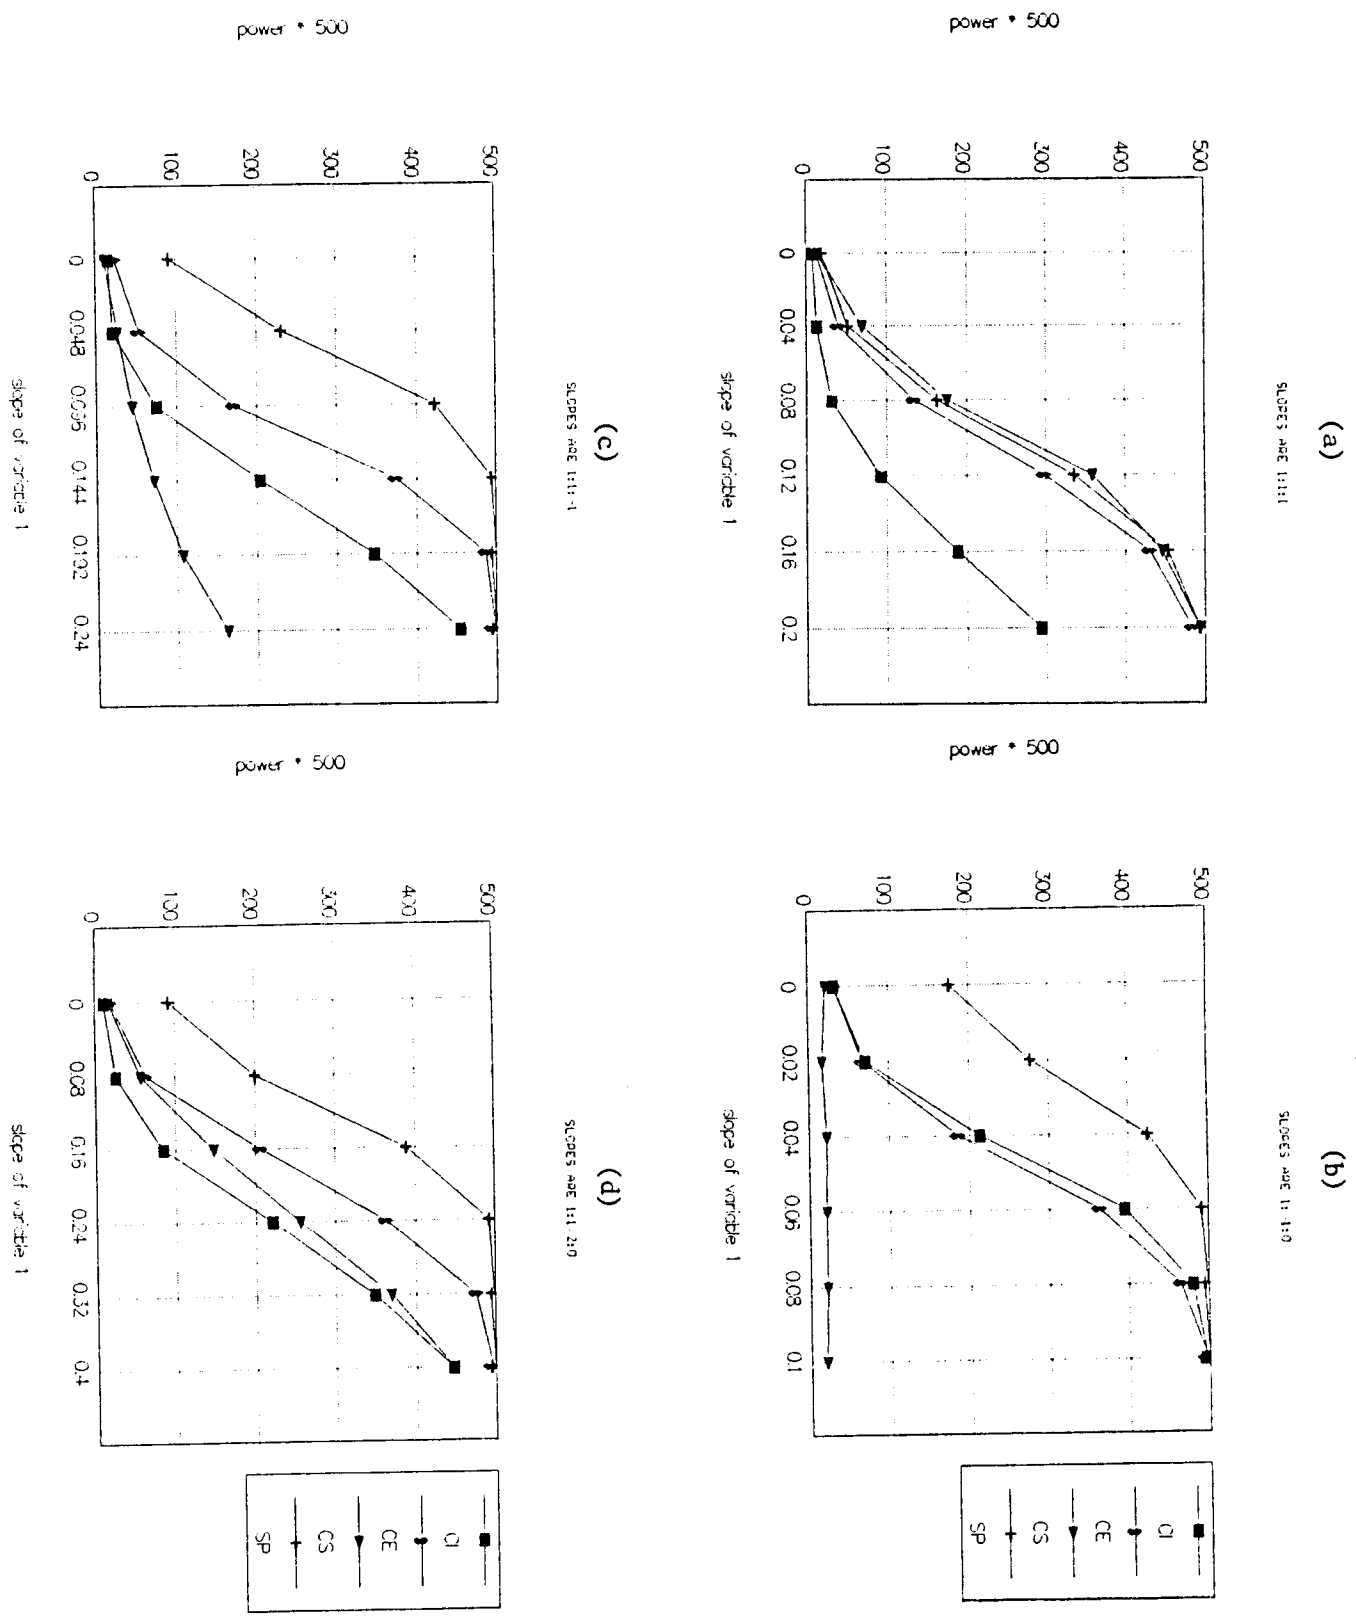 (a)
SLOPES ARE 1:1:1
power * 500
500
400
300
200
100
0
0
0.04
0.08
0.12
0.16
0.2
slope of variable 1
(b)
SLOPES ARE 1:-1:0
power * 500
500
400
300
200
100
0
0
0.02
0.04
0.06
0.08
0.1
slope of variable 1
CI
CE
CS
SP
(c)
SLOPES ARE 1:1:-1
power * 500
500
400
300
200
100
0
0
0.048
0.096
0.144
0.192
0.24
slope of variable 1
(d)
SLOPES ARE 1:1:-2:0
power * 500
500
400
300
200
100
0
0
0.08
0.16
0.24
0.32
0.4
slope of variable 1
CI
CE
CS
SP